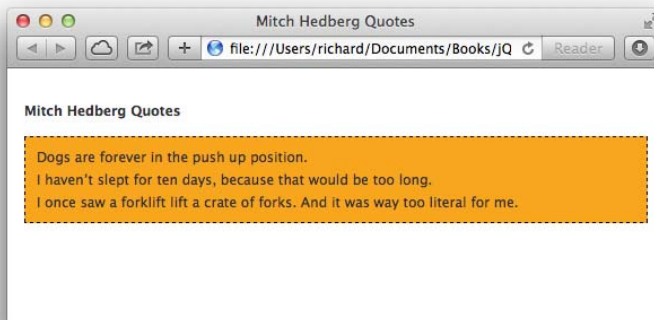 Mitch Hedberg Quotes
file:///Users/richard/Documents/Books/jQ
Reader
Mitch Hedberg Quotes
Dogs are forever in the push up position.
I haven't slept for ten days, because that would be too long.
I once saw a forklift lift a crate of forks. And it was way too literal for me.